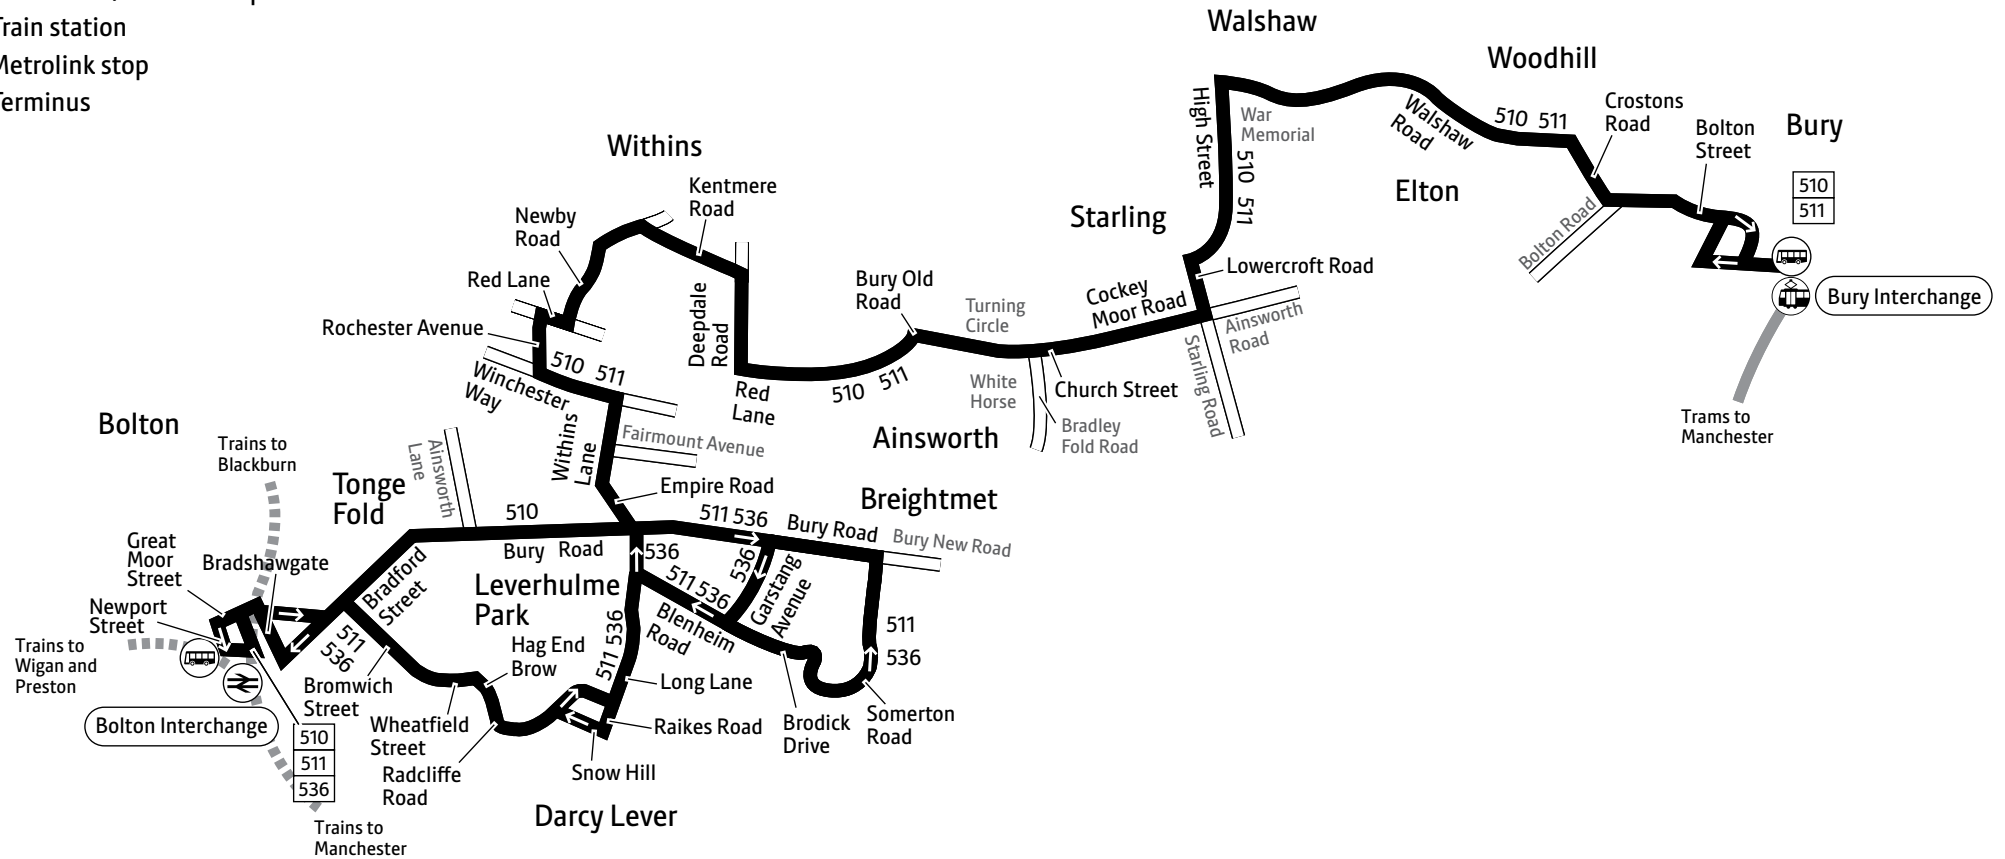 Train station
Metrolink stop
Terminus
Walshaw
Woodhill
Crostons
Road
Bolton
Street
Bury
510
511
High Street
War
Memorial
Walshaw
Road
510 511
510 511
Elton
Bolton Road
Bury Interchange
Trams to
Manchester
Withins
Kentmere
Road
Newby
Road
Red Lane
Rochester Avenue
510 511
Winchester
Way
Deepdale
Road
Red
Lane
510 511
Bury Old
Road
Turning
Circle
Starling
Cockey
Moor Road
Lowercroft Road
Ainsworth
Road
Starling Road
White
Horse
Church Street
Bradley
Fold Road
Ainsworth
Withins
Lane
Fairmount Avenue
Empire Road
Breightmet
Bolton
Trains to
Blackburn
Ainsworth
Lane
Tonge
Fold
510
Bury Road
511 536
Bury Road
Bury New Road
Great
Moor
Street
Bradshawgate
Bradford
Street
Newport
Street
Leverhulme
Park
536
536
Garstang
Avenue
511 536
Blenheim
Road
511
536
511
536
511 536
Hag End
Brow
Trains to
Wigan and
Preston
Bolton Interchange
Bromwich
Street
Wheatfield
Street
Radcliffe
Road
Long Lane
Raikes Road
Snow Hill
Brodick
Drive
Somerton
Road
510
511
536
Darcy Lever
Trains to
Manchester